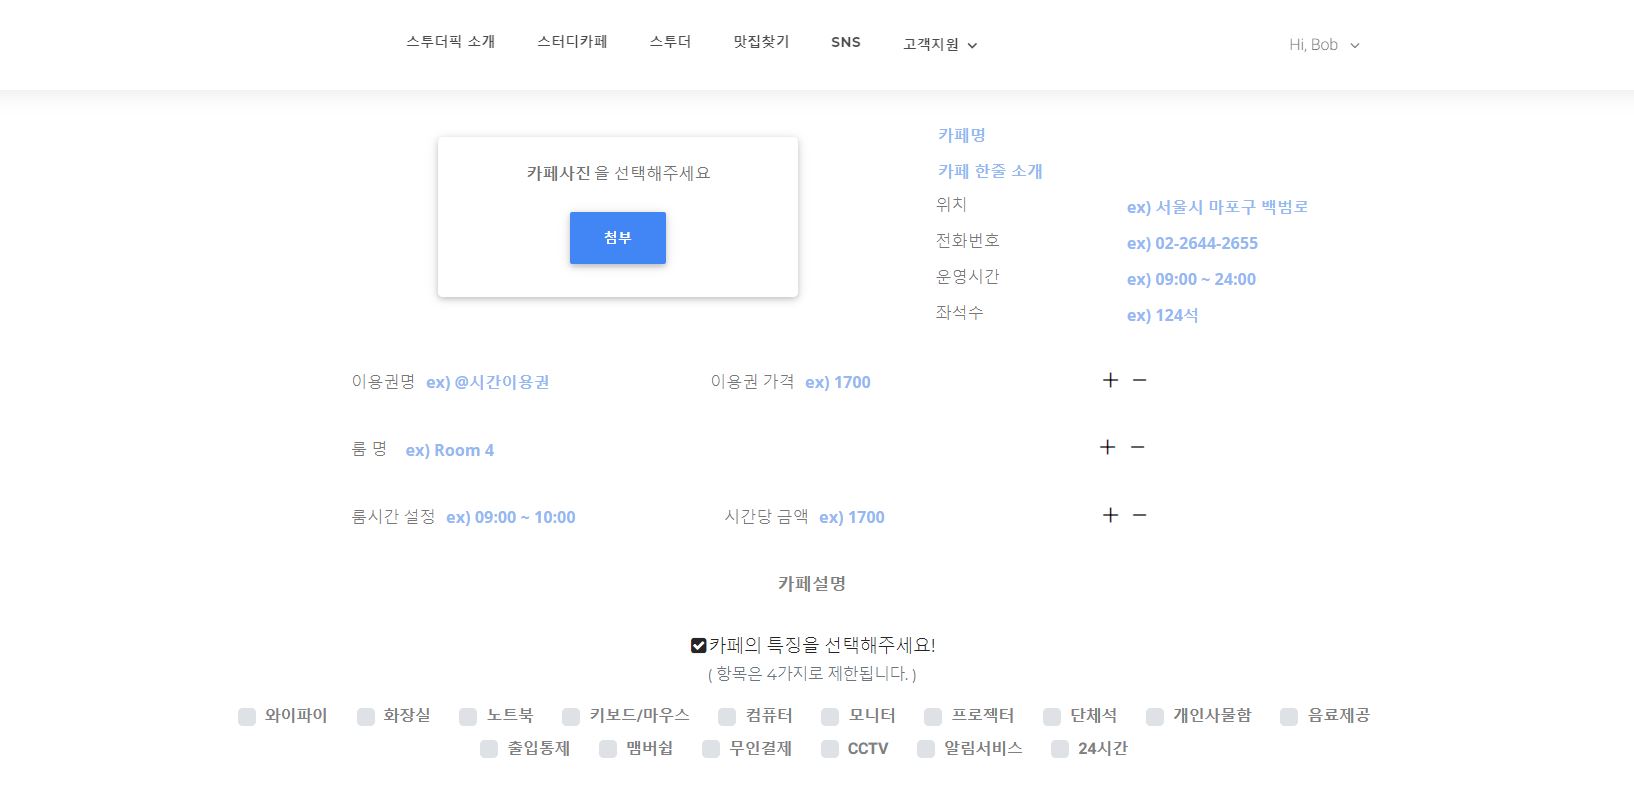 스투더픽 소개 스터디카페 스투더 맛집찾기 SNS 고객지원 Hi, Bob
카페사진 을 선택해주세요
첨부
카페명
카페 한줄 소개
위치 ex) 서울시 마포구 백범로
전화번호 ex) 02-2644-2655
운영시간 ex) 09:00 ~ 24:00
좌석수 ex) 124석
이용권명 ex) @시간이용권 이용권 가격 ex) 1700 + −
룸 명 ex) Room 4 + −
룸시간 설정 ex) 09:00 ~ 10:00 시간당 금액 ex) 1700 + −
카페설명
카페의 특징을 선택해주세요!
( 항목은 4가지로 제한됩니다. )
와이파이 화장실 노트북 키보드/마우스 컴퓨터 모니터 프로젝터 단체석 개인사물함 음료제공
출입통제 맴버쉽 무인결제 CCTV 알림서비스 24시간